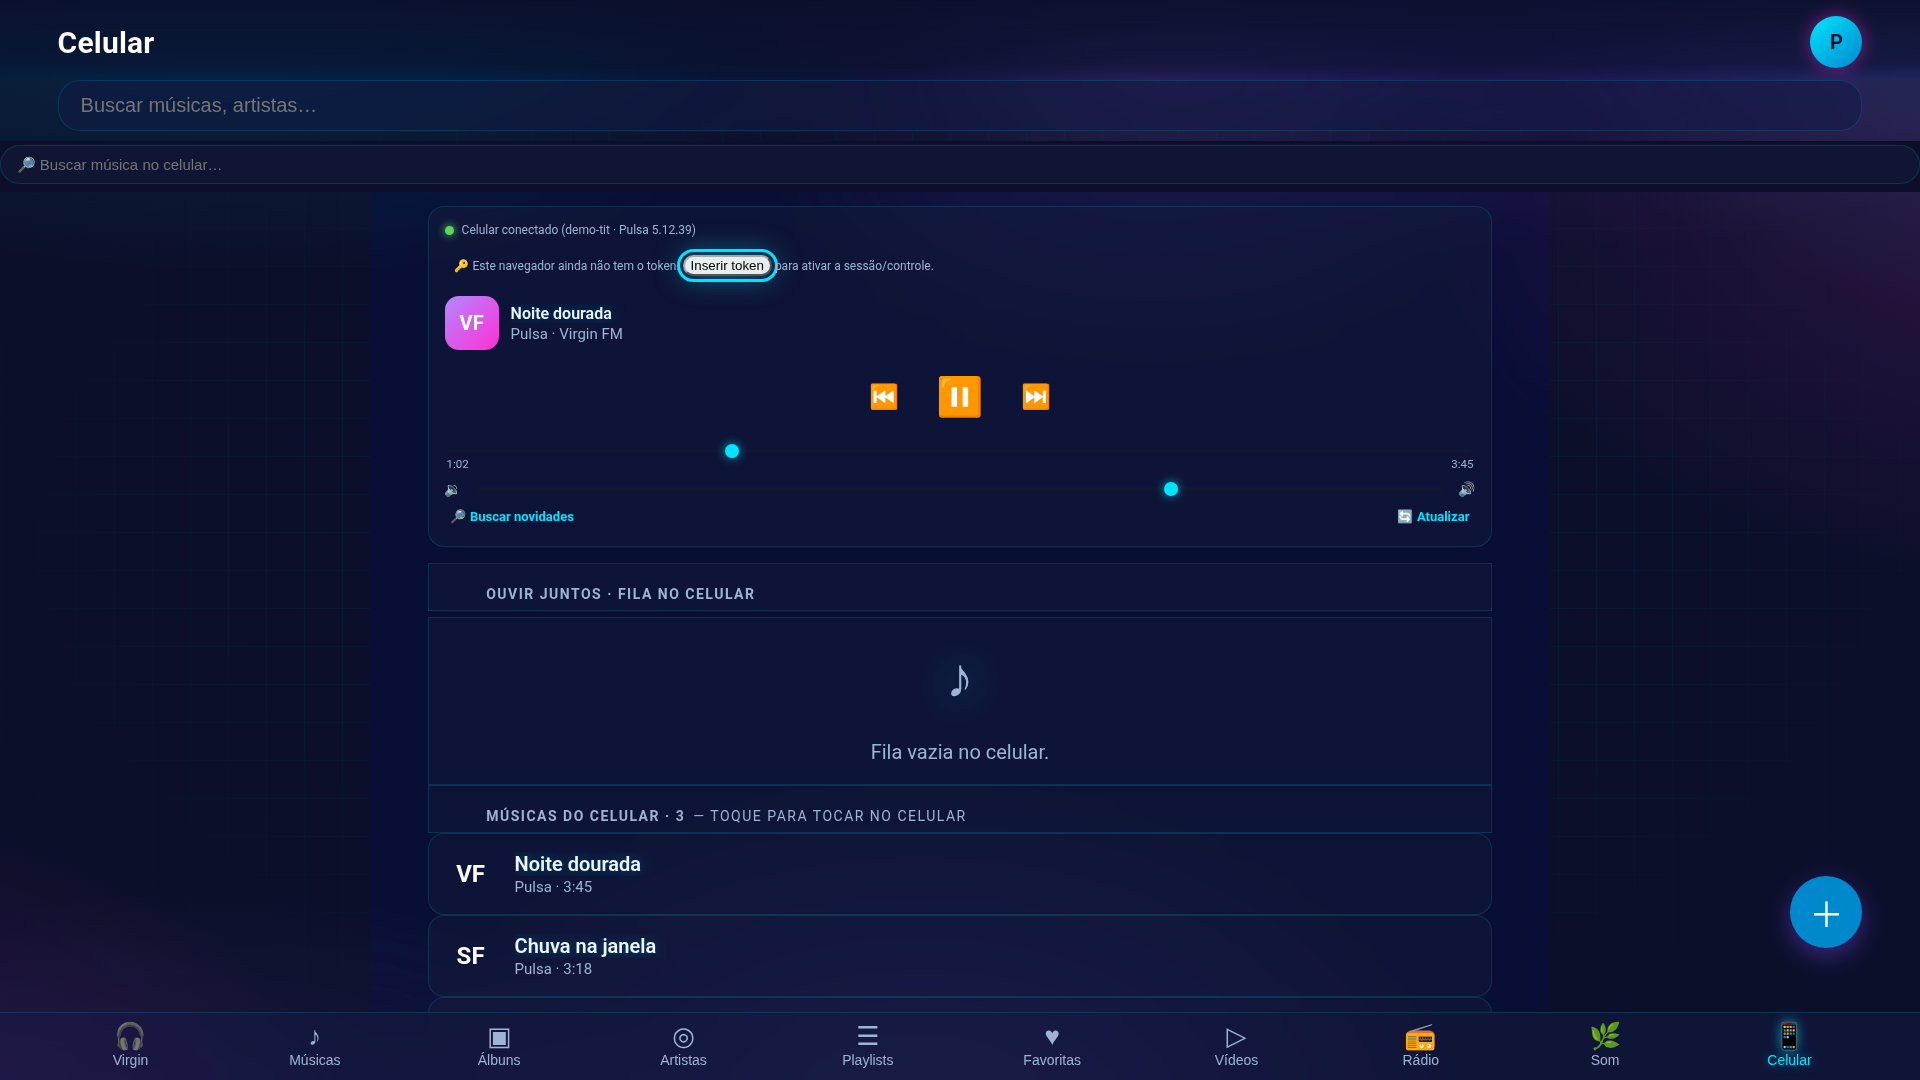 Celular
P
Buscar músicas, artistas…
🔎 Buscar música no celular…
Celular conectado (demo-tit · Pulsa 5.12.39)
🔑 Este navegador ainda não tem o token. Inserir token para ativar a sessão/controle.
VF
Noite dourada
Pulsa · Virgin FM
1:02
3:45
🔎 Buscar novidades
🔄 Atualizar
OUVIR JUNTOS · FILA NO CELULAR
Fila vazia no celular.
MÚSICAS DO CELULAR · 3 — TOQUE PARA TOCAR NO CELULAR
VF
Noite dourada
Pulsa · 3:45
SF
Chuva na janela
Pulsa · 3:18
Virgin
Músicas
Álbuns
Artistas
Playlists
Favoritas
Vídeos
Rádio
Som
Celular